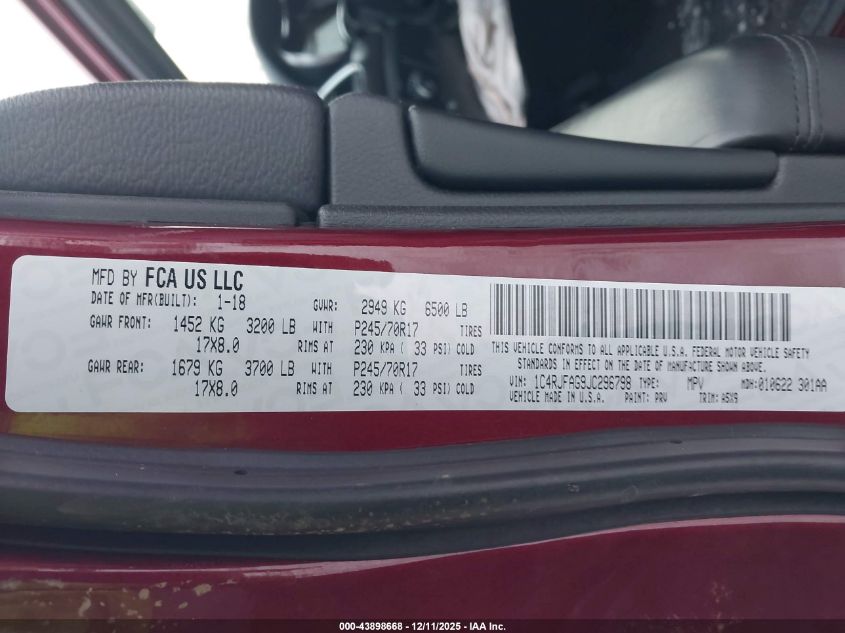 MFD BY FCA US LLC
DATE OF MFR(BUILT): 1-18 GVWR: 2949 KG 6500 LB
GAWR FRONT: 1452 KG 3200 LB WITH P245/70R17 TIRES
17X8.0 RIMS AT 230 KPA ( 33 PSI) COLD
GAWR REAR: 1679 KG 3700 LB WITH P245/70R17 TIRES
17X8.0 RIMS AT 230 KPA ( 33 PSI) COLD
THIS VEHICLE CONFORMS TO ALL APPLICABLE U.S.A. FEDERAL MOTOR VEHICLE SAFETY
STANDARDS IN EFFECT ON THE DATE OF MANUFACTURE SHOWN ABOVE.
VIN: 1C4RJFAG9JC296798 TYPE: MPV MDH: 010622 301AA
VEHICLE MADE IN U.S.A. PAINT: PRV TRIM: A5X9
000-43898668 - 12/11/2025 - IAA Inc.